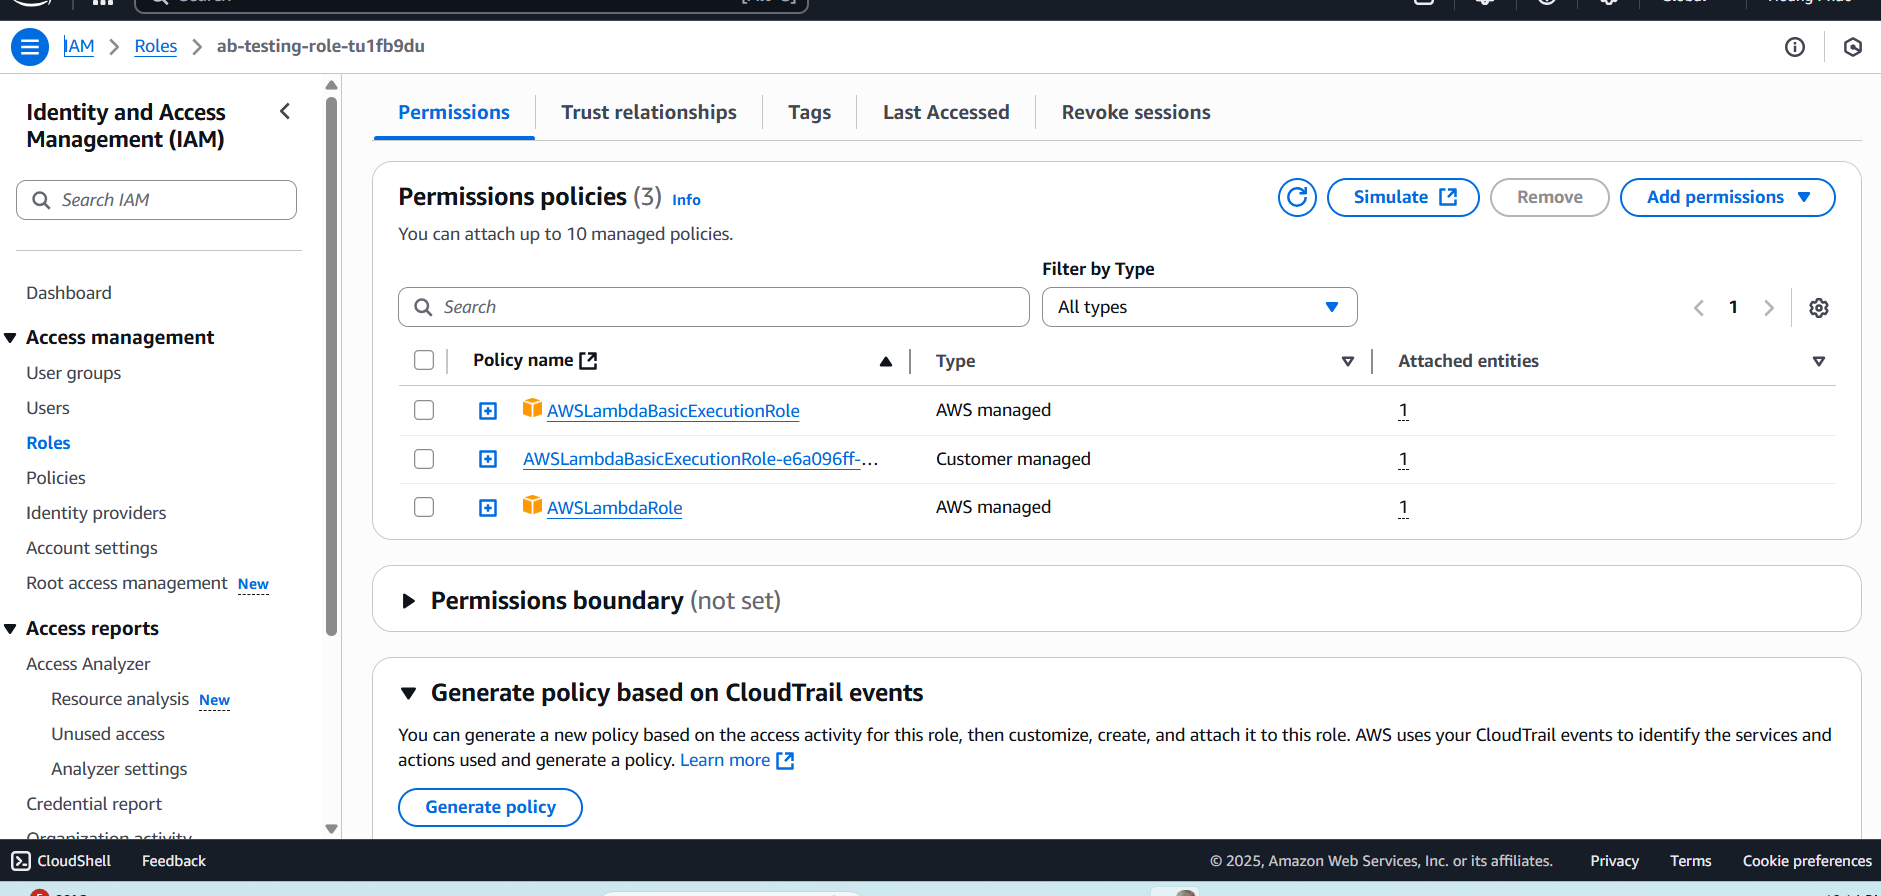 IAM
Roles
ab-testing-role-tu1fb9du
Identity and Access
Management (IAM)
Search IAM
Dashboard
Access management
User groups
Users
Roles
Policies
Identity providers
Account settings
Root access management New
Access reports
Access Analyzer
Resource analysis New
Unused access
Analyzer settings
Credential report
Organization activity
Permissions
Trust relationships
Tags
Last Accessed
Revoke sessions
Permissions policies (3) Info
Simulate
Remove
Add permissions
You can attach up to 10 managed policies.
Filter by Type
Search
All types
1
Policy name
Type
Attached entities
AWSLambdaBasicExecutionRole
AWS managed
1
AWSLambdaBasicExecutionRole-e6a096ff-...
Customer managed
1
AWSLambdaRole
AWS managed
1
Permissions boundary (not set)
Generate policy based on CloudTrail events
You can generate a new policy based on the access activity for this role, then customize, create, and attach it to this role. AWS uses your CloudTrail events to identify the services and
actions used and generate a policy. Learn more
Generate policy
CloudShell
Feedback
© 2025, Amazon Web Services, Inc. or its affiliates.
Privacy
Terms
Cookie preferences